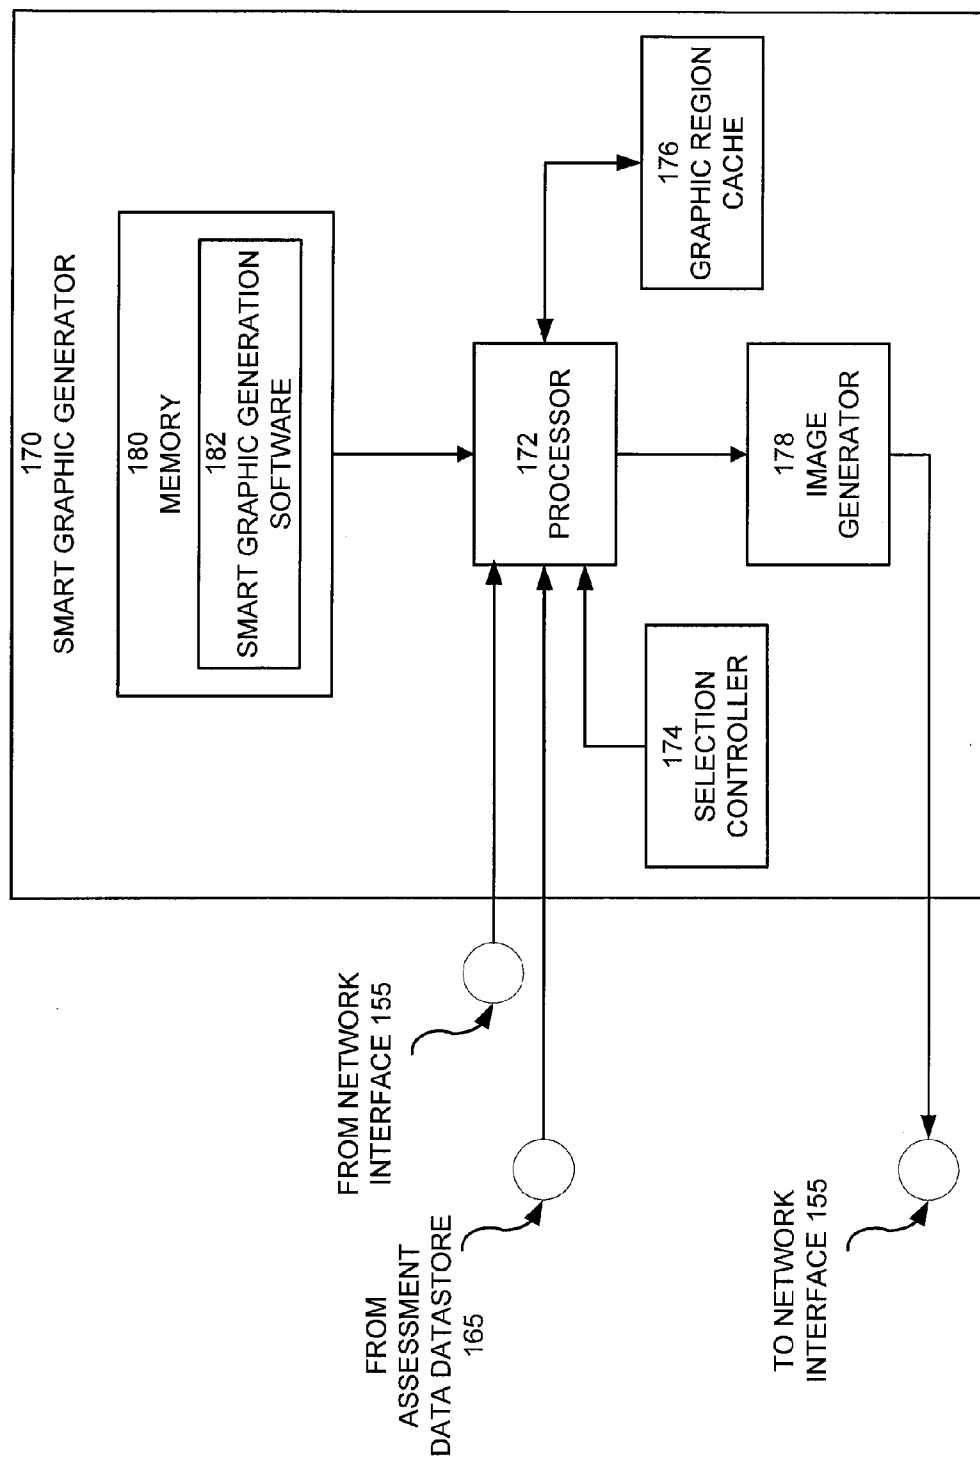 170
SMART GRAPHIC GENERATOR
180
MEMORY
182
SMART GRAPHIC GENERATION
SOFTWARE
FROM NETWORK
INTERFACE 155
FROM
ASSESSMENT
DATA DATASTORE
165
172
PROCESSOR
176
GRAPHIC REGION
CACHE
174
SELECTION
CONTROLLER
178
IMAGE
GENERATOR
TO NETWORK
INTERFACE 155